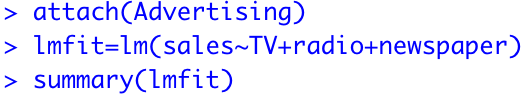 > attach(Advertising)
> lmfit=lm(sales~TV+radio+newspaper)
> summary(lmfit)